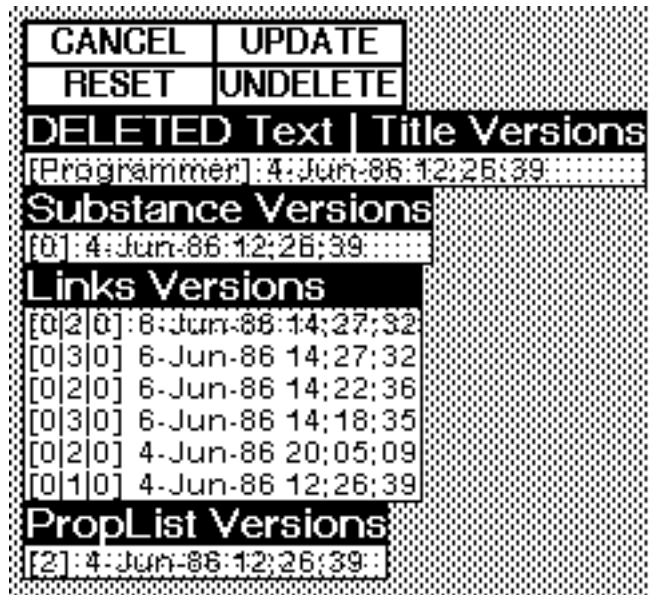 CANCEL UPDATE
RESET UNDELETE
DELETED Text | Title Versions
[Programmer] 4-Jun-86 12:26:39
Substance Versions
[0] 4-Jun-86 12:26:39
Links Versions
[0|2|0] 6-Jun-86 14:27:32
[0|3|0] 6-Jun-86 14:27:32
[0|2|0] 6-Jun-86 14:22:36
[0|3|0] 6-Jun-86 14:18:35
[0|2|0] 4-Jun-86 20:05:09
[0|1|0] 4-Jun-86 12:26:39
PropList Versions
[2] 4-Jun-86 12:26:39